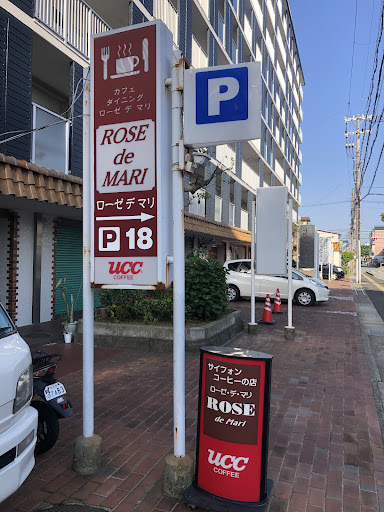 カフェ
ダイニング
ローゼ デ マリ
ROSE
de
MARI
ローゼデマリ
P 18
UCC
COFFEE
P
サイフォン
コーヒーの店
ローゼ・デ・マリ
ROSE
de Mari
UCC
COFFEE